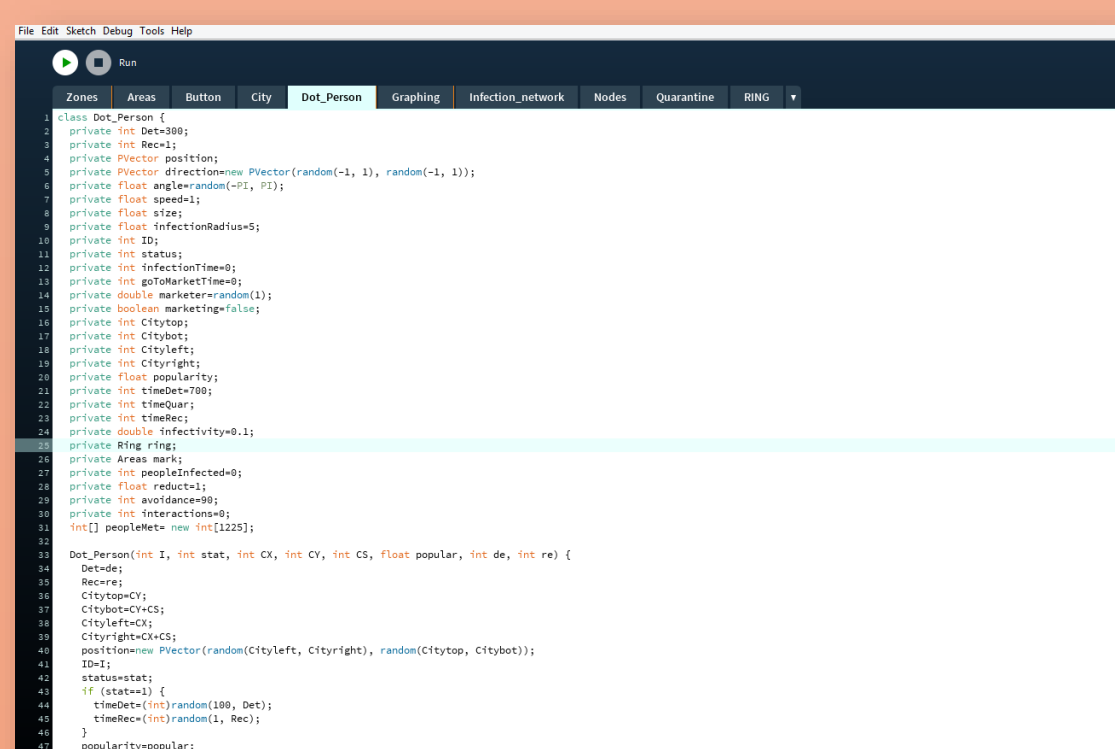 File Edit Sketch Debug Tools Help
Run
Zones Areas Button City Dot_Person Graphing Infection_network Nodes Quarantine RING ▼
1 class Dot_Person {
2 private int Det=300;
3 private int Rec=1;
4 private PVector position;
5 private PVector direction=new PVector(random(-1, 1), random(-1, 1));
6 private float angle=random(-PI, PI);
7 private float speed=1;
8 private float size;
9 private float infectionRadius=5;
10 private int ID;
11 private int status;
12 private int infectionTime=0;
13 private int goToMarketTime=0;
14 private double marketer=random(1);
15 private boolean marketing=false;
16 private int Citytop;
17 private int Citybot;
18 private int Cityleft;
19 private int Cityright;
20 private float popularity;
21 private int timeDet=700;
22 private int timeQuar;
23 private int timeRec;
24 private double infectivity=0.1;
25 private Ring ring;
26 private Areas mark;
27 private int peopleInfected=0;
28 private float reduct=1;
29 private int avoidance=90;
30 private int interactions=0;
31 int[] peopleMet= new int[1225];
32
33 Dot_Person(int I, int stat, int CX, int CY, int CS, float popular, int de, int re) {
34 Det=de;
35 Rec=re;
36 Citytop=CY;
37 Citybot=CY+CS;
38 Cityleft=CX;
39 Cityright=CX+CS;
40 position=new PVector(random(Cityleft, Cityright), random(Citytop, Citybot));
41 ID=I;
42 status=stat;
43 if (stat==1) {
44 timeDet=(int)random(100, Det);
45 timeRec=(int)random(1, Rec);
46 }
47 popularity=popular;